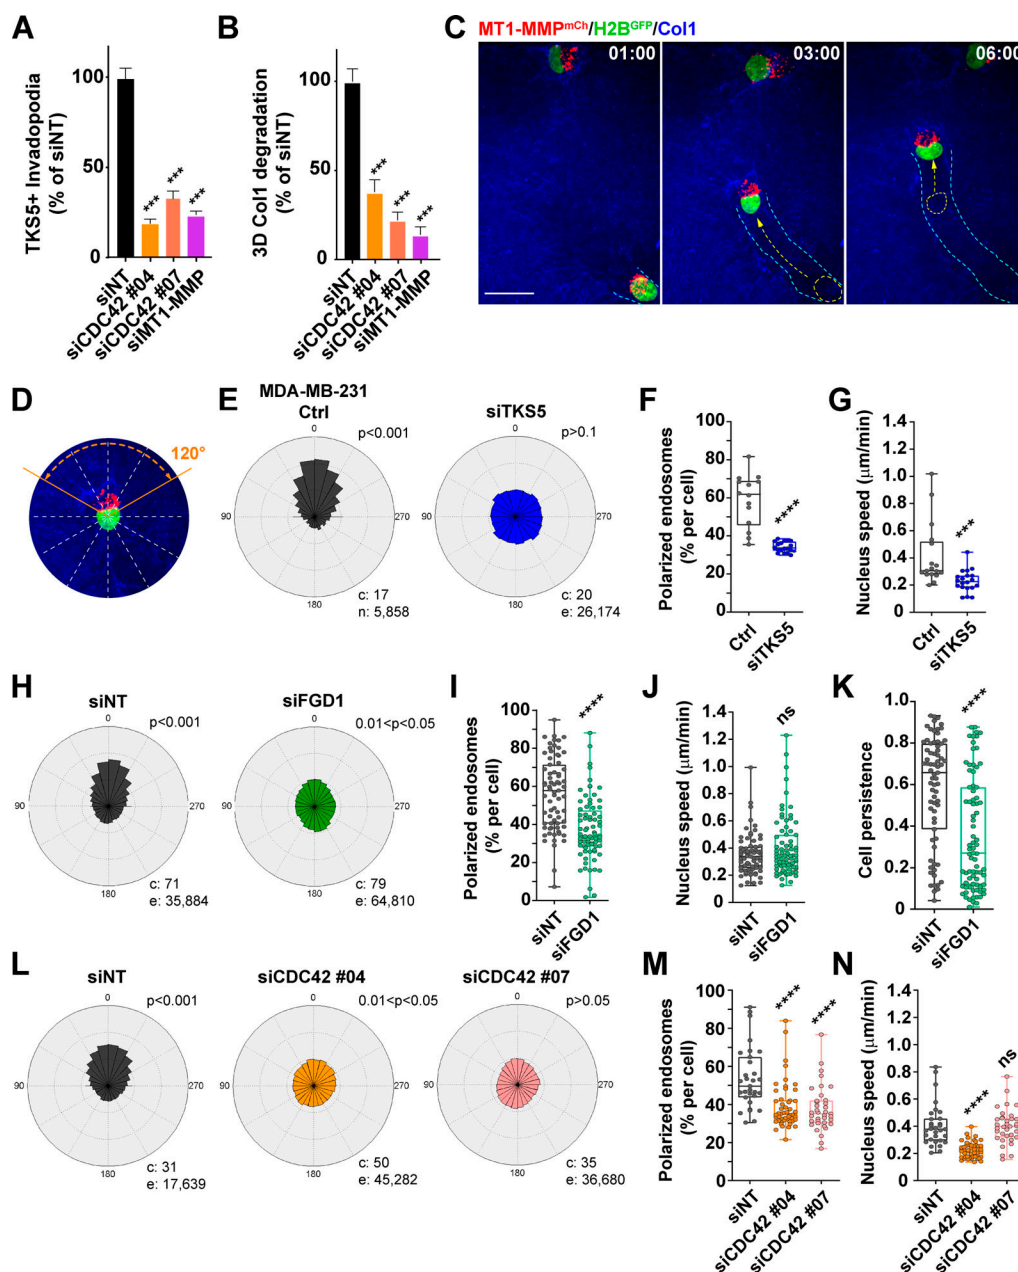 A
TKS5+ Invadopodia
(% of siNT)
100%
50%
0
***
***
***
siNT
siCDC42 #04
siCDC42 #07
siMT1-MMP
B
3D Col1 degradation
(% of siNT)
100%
50%
0
***
***
***
siNT
siCDC42 #04
siCDC42 #07
siMT1-MMP
C
MT1-MMPmCh/H2BGFP/Col1
01:00
03:00
06:00
D
120°
E
MDA-MB-231
Ctrl
p<0.001
0
90
270
180
c: 17
n: 5,858
siTKS5
p>0.1
0
90
270
180
c: 20
e: 26,174
F
Polarized endosomes
(% per cell)
100
80
60
40
20
0
****
Ctrl
siTKS5
G
Nucleus speed (µm/min)
1.4
1.2
1.0
0.8
0.6
0.4
0.2
0
***
Ctrl
siTKS5
H
siNT
p<0.001
0
90
270
180
c: 71
e: 35,884
siFGD1
0.01<p<0.05
0
90
270
180
c: 79
e: 64,810
I
Polarized endosomes
(% per cell)
100
80
60
40
20
0
****
siNT
siFGD1
J
Nucleus speed (µm/min)
1.4
1.2
1.0
0.8
0.6
0.4
0.2
0
ns
siNT
siFGD1
K
Cell persistence
1.0
0.8
0.6
0.4
0.2
0
****
siNT
siFGD1
L
siNT
p<0.001
0
90
270
180
c: 31
e: 17,639
siCDC42 #04
0.01<p<0.05
0
90
270
180
c: 50
e: 45,282
siCDC42 #07
p>0.05
0
90
270
180
c: 35
e: 36,680
M
Polarized endosomes
(% per cell)
100
80
60
40
20
0
****
****
siNT
siCDC42 #04
siCDC42 #07
N
Nucleus speed (µm/min)
1.4
1.2
1.0
0.8
0.6
0.4
0.2
0
****
ns
siNT
siCDC42 #04
siCDC42 #07